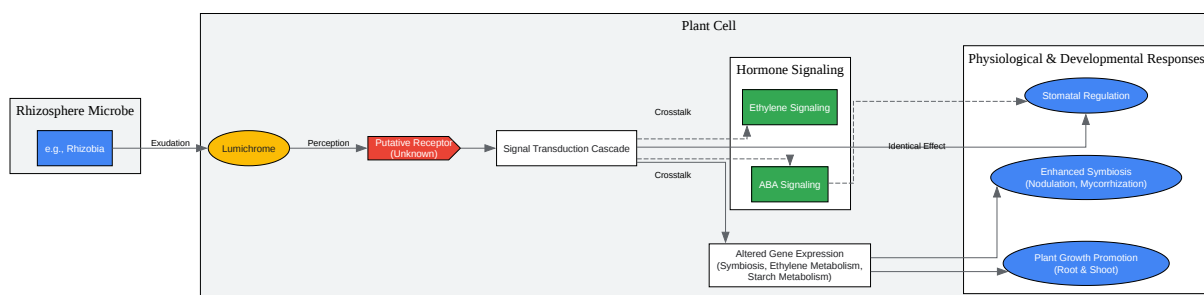 Plant Cell
Rhizosphere Microbe
e.g., Rhizobia
Exudation
Lumichrome
Perception
Putative Receptor
(Unknown)
Signal Transduction Cascade
Crosstalk
Crosstalk
Hormone Signaling
Ethylene Signaling
ABA Signaling
Identical Effect
Altered Gene Expression
(Symbiosis, Ethylene Metabolism,
Starch Metabolism)
Physiological & Developmental Responses
Stomatal Regulation
Enhanced Symbiosis
(Nodulation, Mycorrhization)
Plant Growth Promotion
(Root & Shoot)